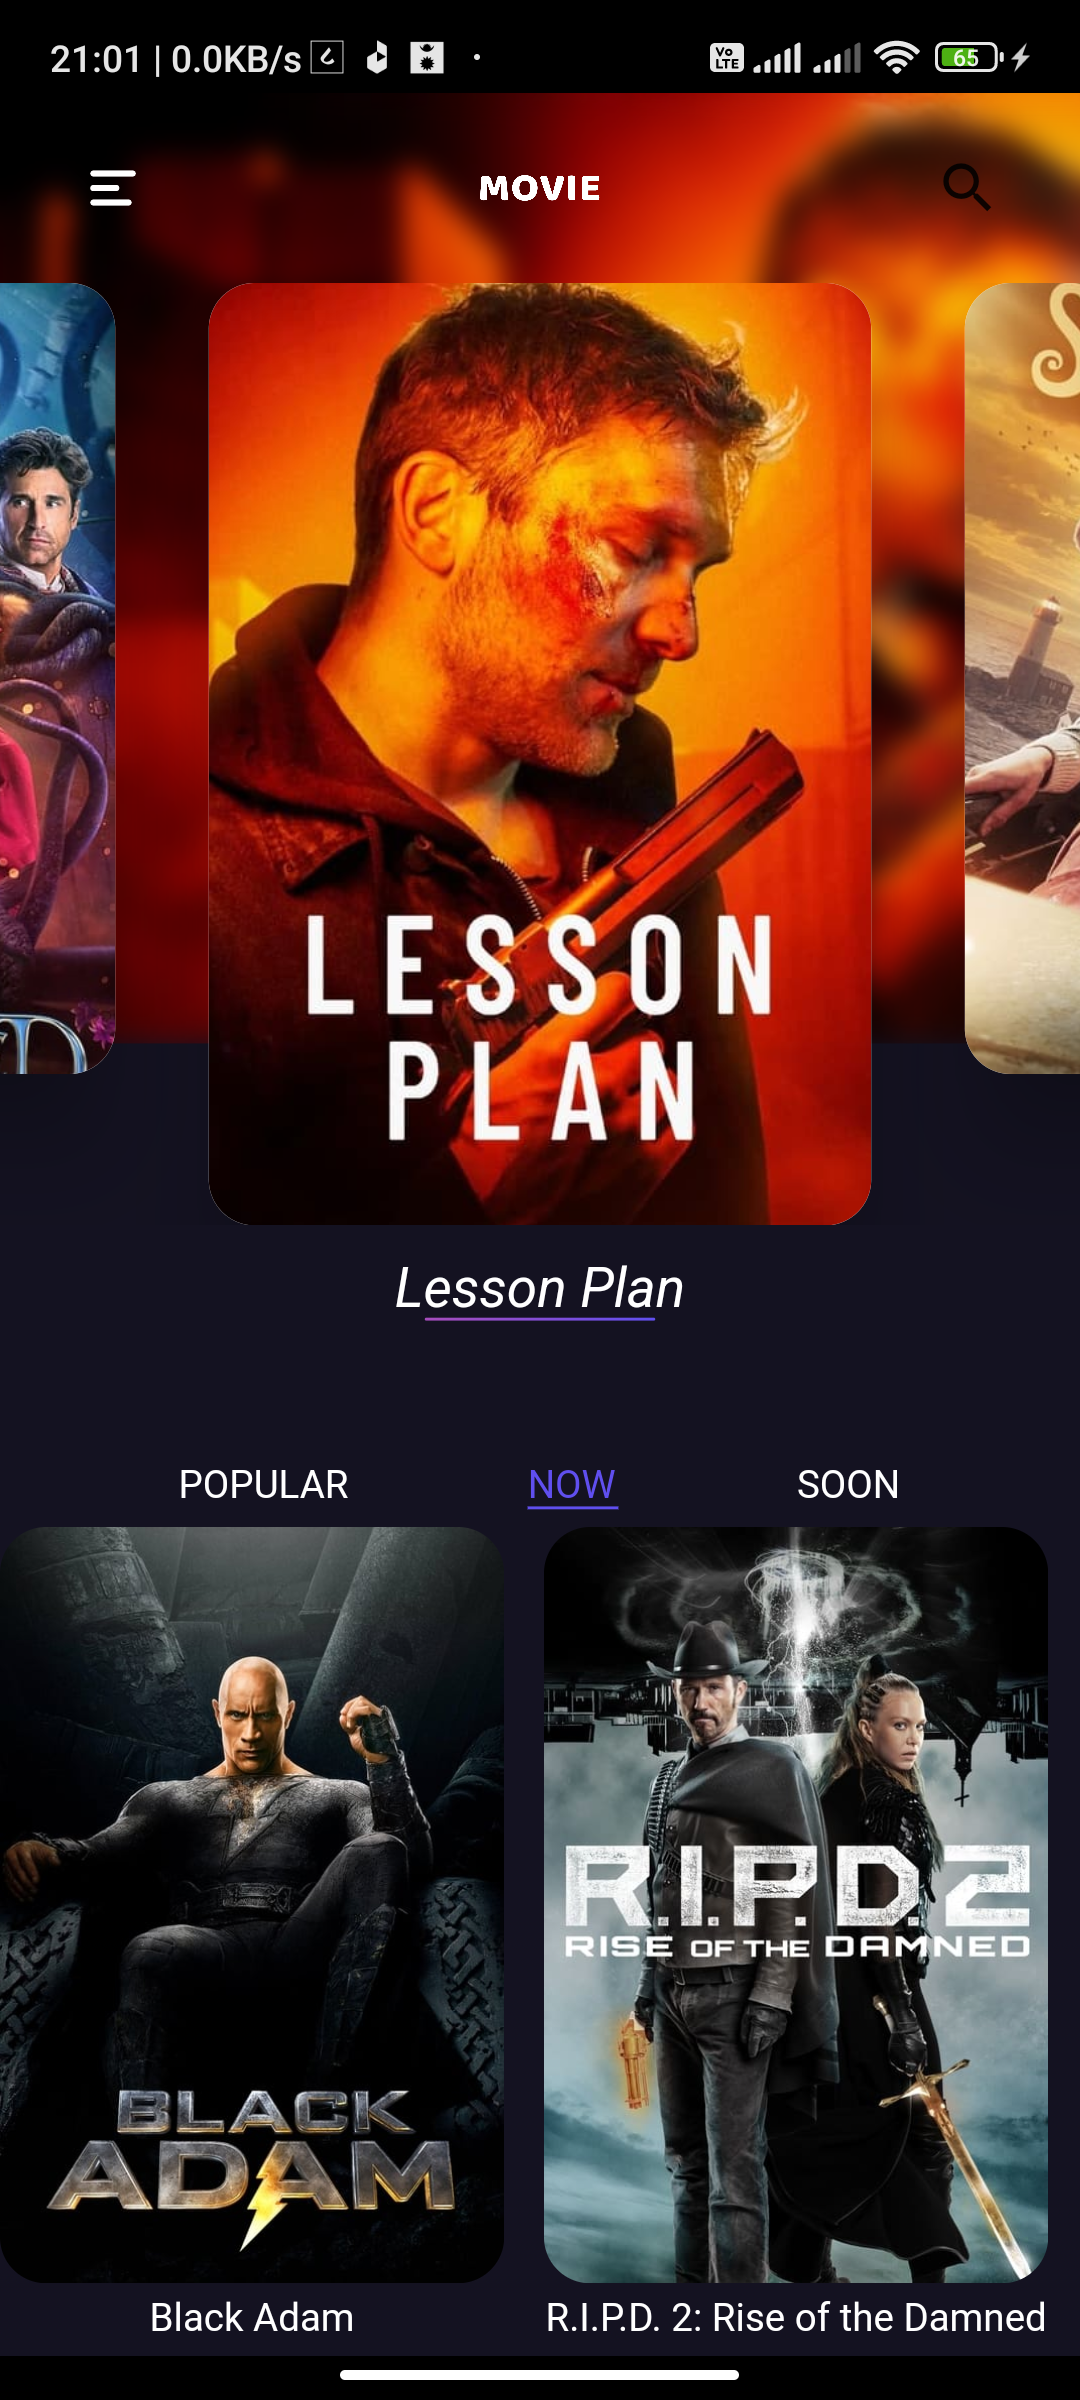 21:01 | 0.0KB/s
Vo LTE
65
MOVIE
LESSON
PLAN
Lesson Plan
POPULAR NOW SOON
BLACK
ADAM
R.I.P.D.2
RISE OF THE DAMNED
Black Adam
R.I.P.D. 2: Rise of the Damned